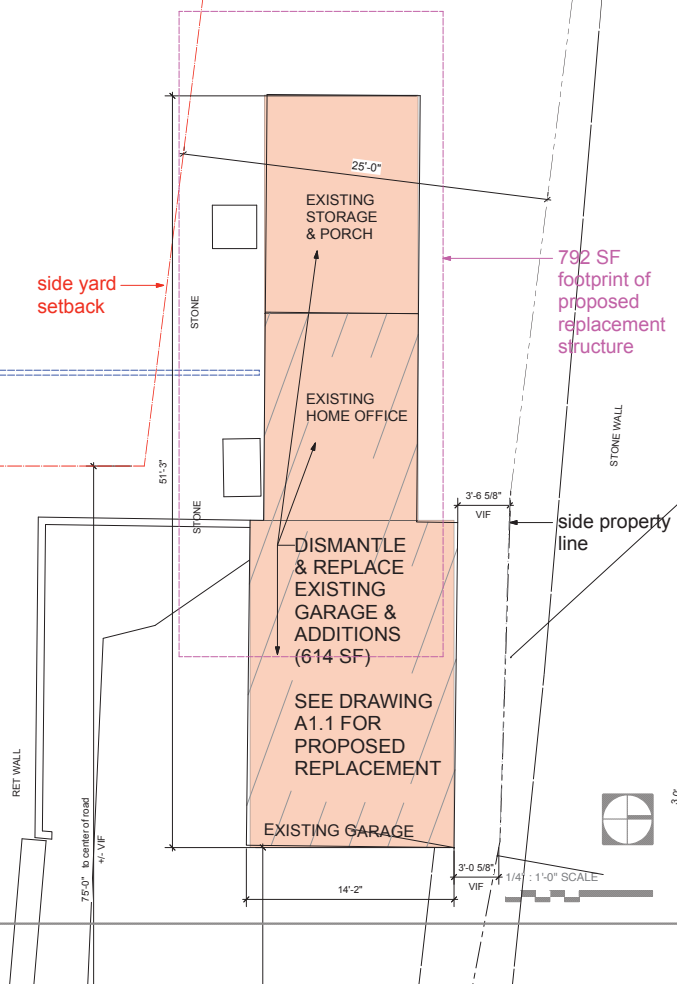 25'-0"
EXISTING
STORAGE
& PORCH
792 SF
footprint of
proposed
replacement
structure
side yard
setback
STONE
EXISTING
HOME OFFICE
STONE WALL
51'-3"
3'-6 5/8"
VIF
STONE
side property
line
DISMANTLE
& REPLACE
EXISTING
GARAGE &
ADDITIONS
(614 SF)
SEE DRAWING
A1.1 FOR
PROPOSED
REPLACEMENT
RET WALL
75'-0" to center of road
+/- VIF
EXISTING GARAGE
3'-0 5/8"
VIF
1/4" : 1'-0" SCALE
14'-2"